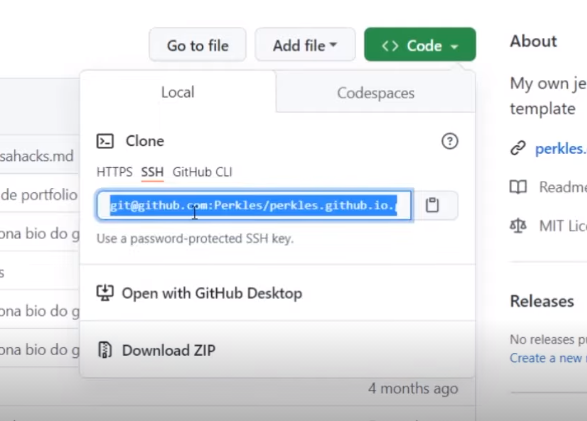 Go to file
Add file
Code
About
Local
Codespaces
My own
template
Clone
HTTPS SSH GitHub CLI
perkles.
git@github.com:Perkles/perkles.github.io.
Use a password-protected SSH key.
sahacks.md
de portfolio
ona bio do g
s
ona bio do g
ona bio do g
Open with GitHub Desktop
Download ZIP
4 months ago
Readme
MIT
Releases
No releases
Create a new